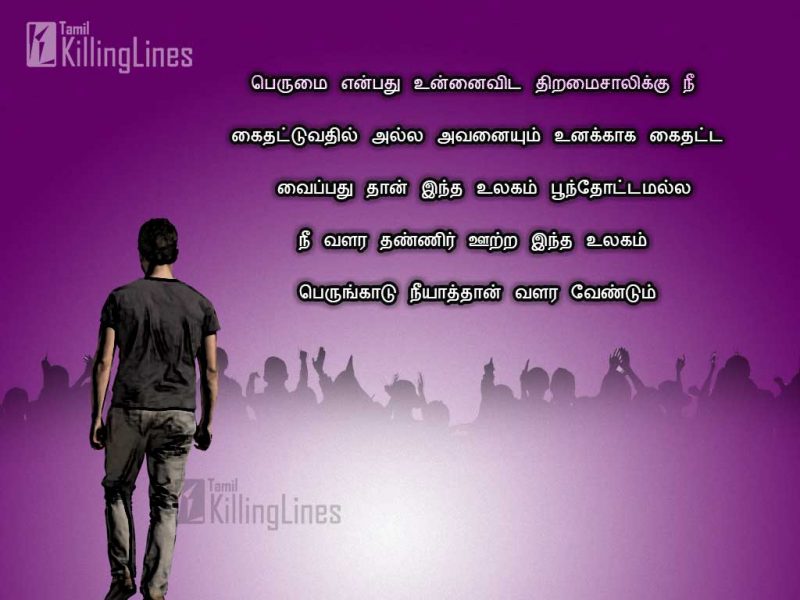 Tamil
KillingLines
பெருமை என்பது உன்னைவிட திறமைசாலிக்கு நீ
கைதட்டுவதில் அல்ல அவனையும் உனக்காக கைதட்ட
வைப்பது தான் இந்த உலகம் பூந்தோட்டமல்ல
நீ வளர தண்ணிர் ஊற்ற இந்த உலகம்
பெருங்காடு நீயாத்தான் வளர வேண்டும்
Tamil
KillingLines